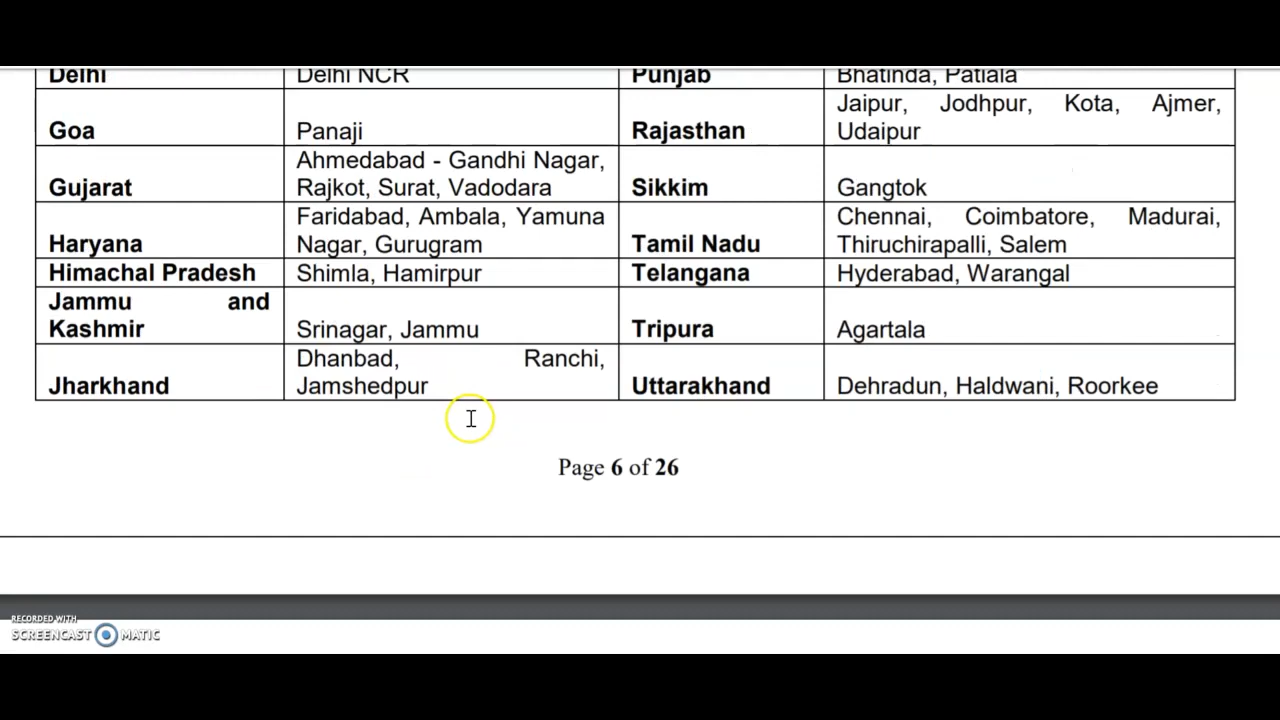 Delhi Delhi NCR Punjab Bhatinda, Patiala
Jaipur, Jodhpur, Kota, Ajmer,
Goa Panaji Rajasthan Udaipur
Ahmedabad - Gandhi Nagar,
Gujarat Rajkot, Surat, Vadodara Sikkim Gangtok
Faridabad, Ambala, Yamuna Chennai, Coimbatore, Madurai,
Haryana Nagar, Gurugram Tamil Nadu Thiruchirapalli, Salem
Himachal Pradesh Shimla, Hamirpur Telangana Hyderabad, Warangal
Jammu and
Kashmir Srinagar, Jammu Tripura Agartala
Dhanbad, Ranchi,
Jharkhand Jamshedpur Uttarakhand Dehradun, Haldwani, Roorkee
Page 6 of 26
RECORDED WITH
SCREENCAST MATIC